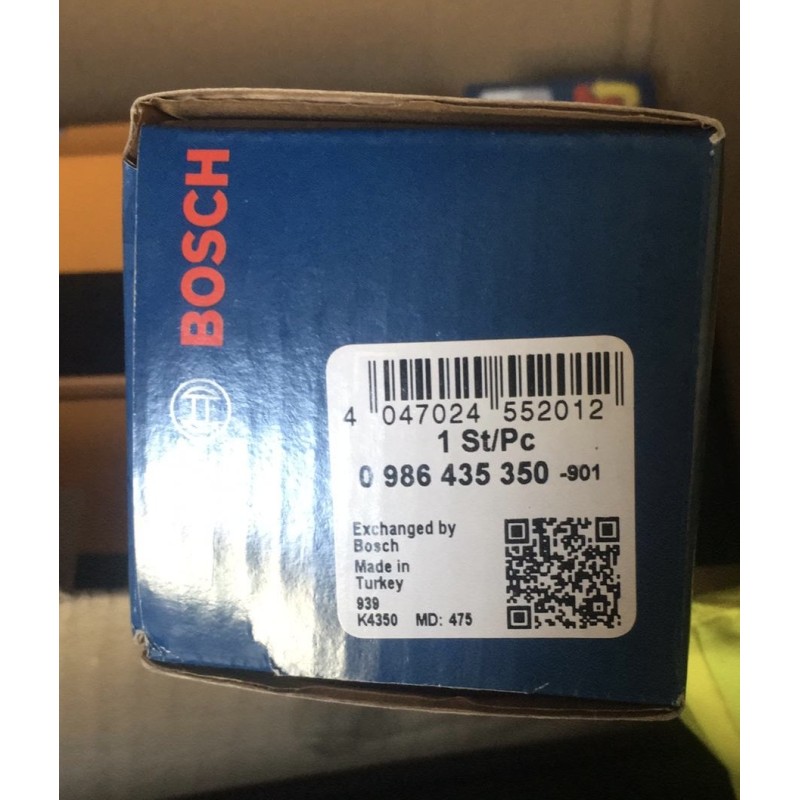 BOSCH
4 047024 552012
1 St/Pc
0 986 435 350 -901
Exchanged by
Bosch
Made in
Turkey
939
K4350 MD: 475